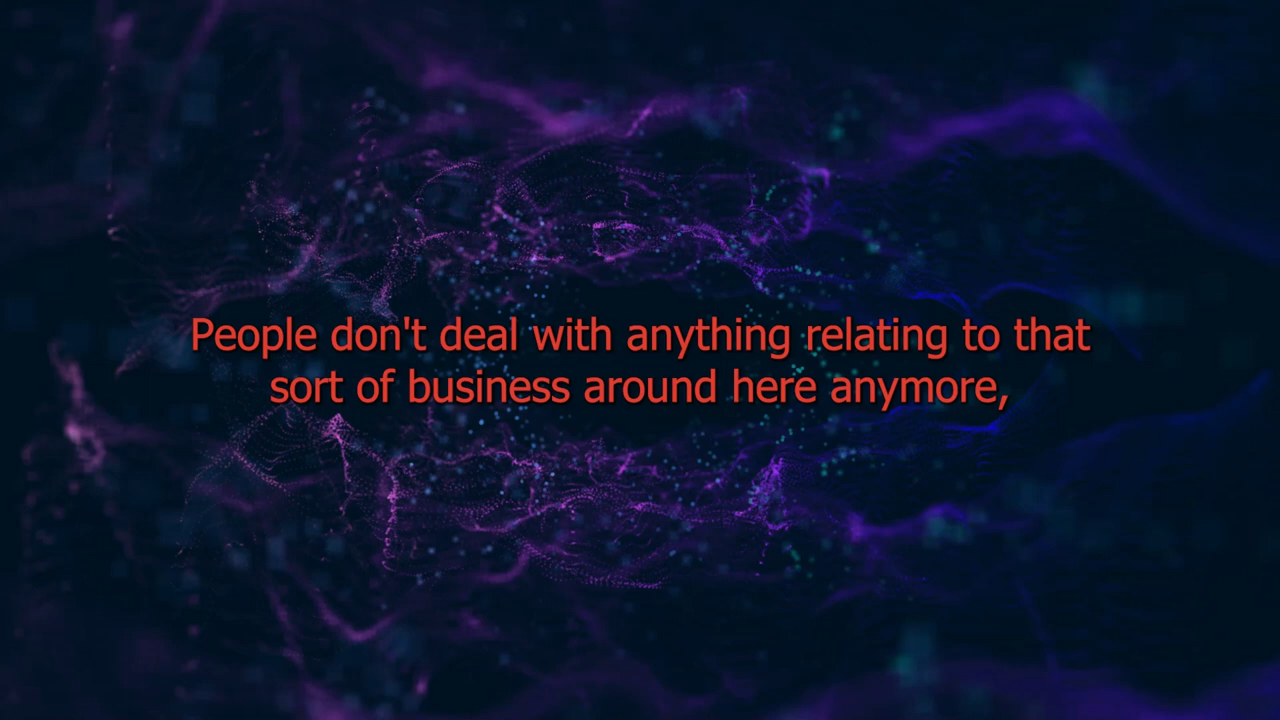 People don't deal with anything relating to that
sort of business around here anymore,